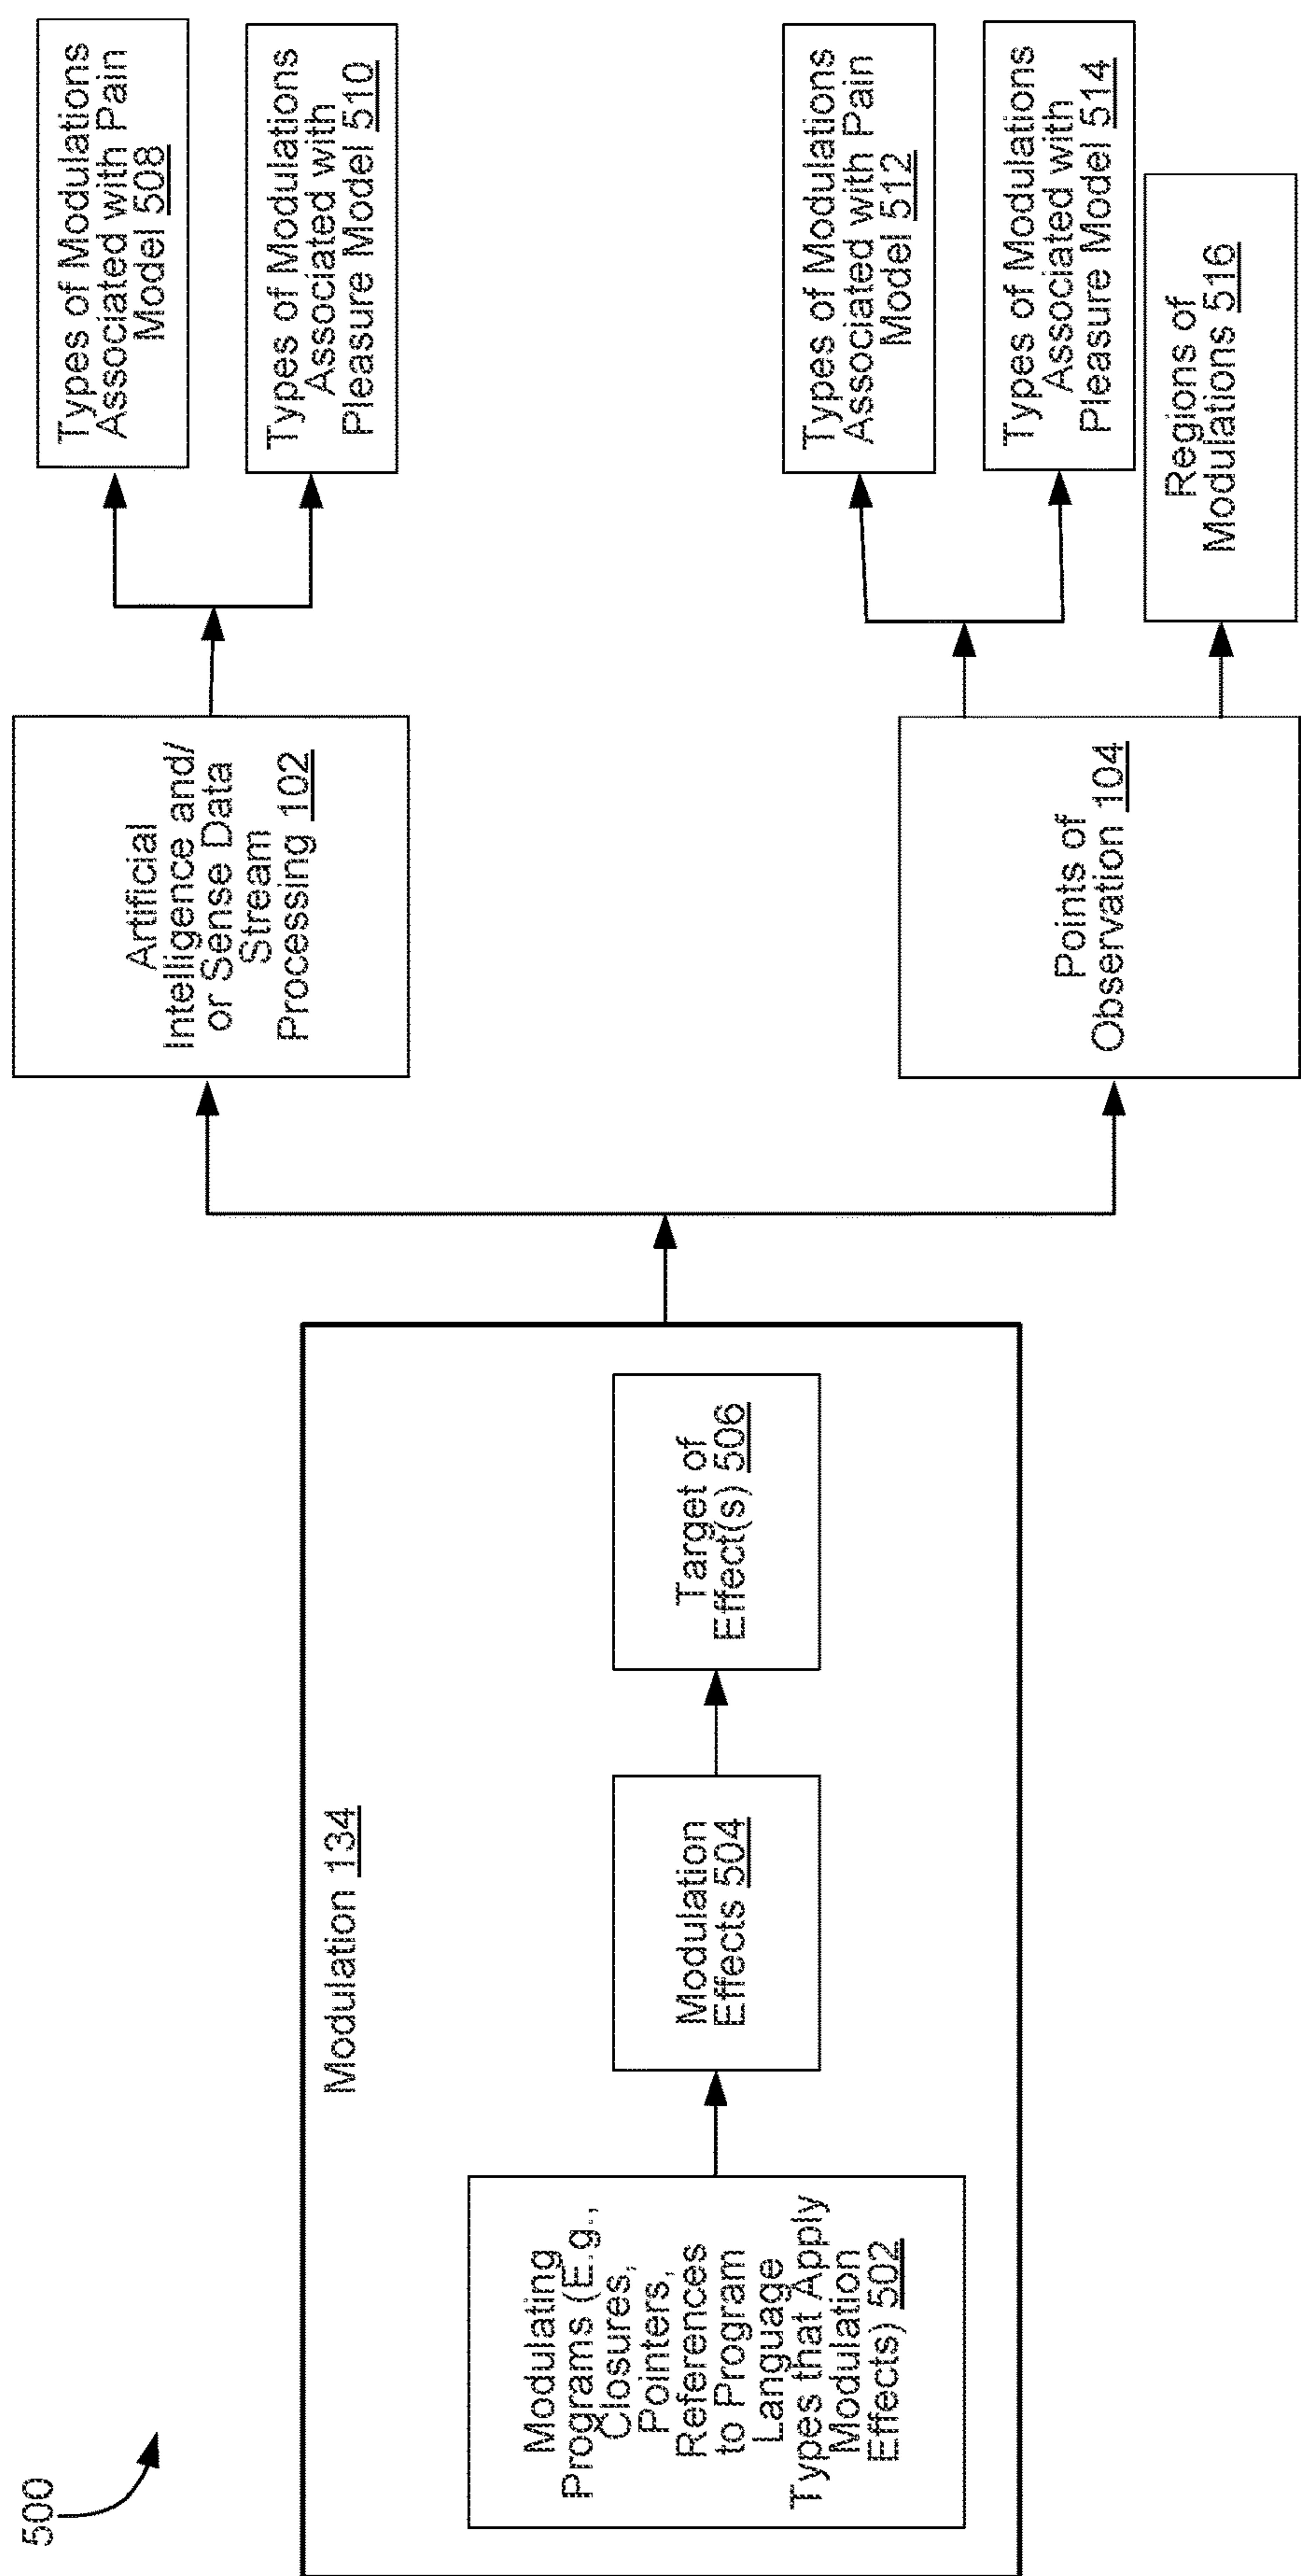 500
Modulation 134
Modulating
Programs (E.g.,
Closures,
Pointers,
References
to Program
Language
Types that Apply
Modulation
Effects) 502
Modulation
Effects 504
Target of
Effect(s) 506
Artificial
Intelligence and/
or Sense Data
Stream
Processing 102
Points of
Observation 104
Types of Modulations
Associated with Pain
Model 508
Types of Modulations
Associated with
Pleasure Model 510
Types of Modulations
Associated with Pain
Model 512
Types of Modulations
Associated with
Pleasure Model 514
Regions of
Modulations 516